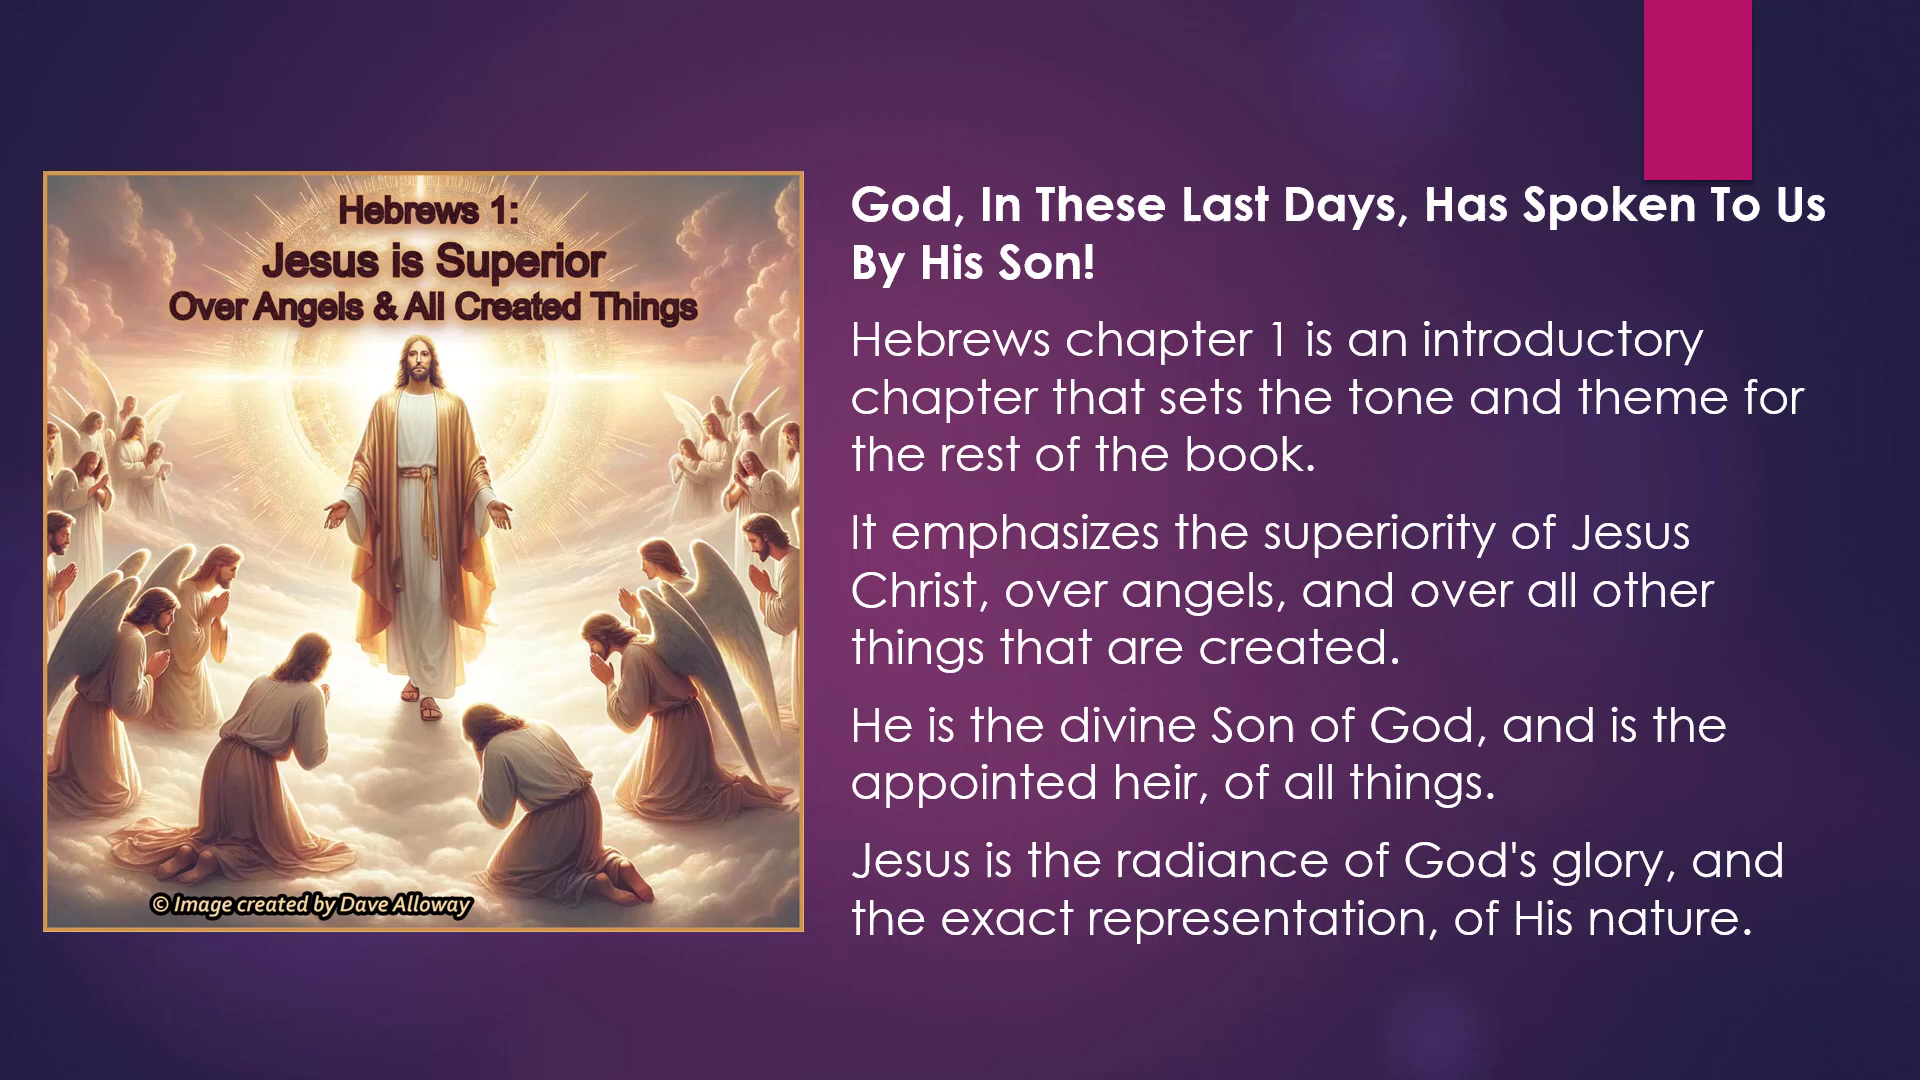 Hebrews 1:
Jesus is Superior
Over Angels & All Created Things
© Image created by Dave Alloway
God, In These Last Days, Has Spoken To Us
By His Son!
Hebrews chapter 1 is an introductory
chapter that sets the tone and theme for
the rest of the book.
It emphasizes the superiority of Jesus
Christ, over angels, and over all other
things that are created.
He is the divine Son of God, and is the
appointed heir, of all things.
Jesus is the radiance of God's glory, and
the exact representation, of His nature.